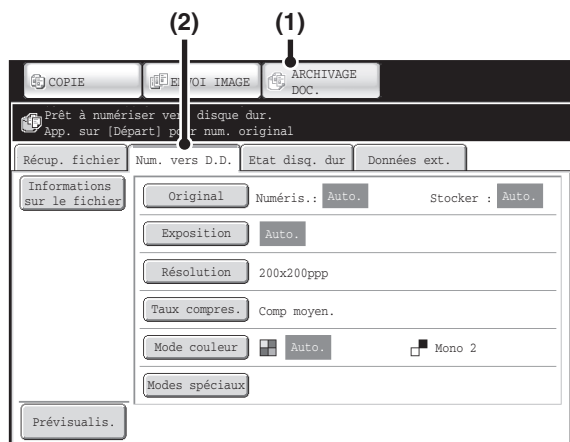 (2) (1)
COPIE
ENVOI IMAGE
ARCHIVAGE
DOC.
Prêt à numériser vers disque dur.
App. sur [Départ] pour num. original
Récup. fichier
Num. vers D.D.
Etat disq. dur
Données ext.
Informations
sur le fichier
Original
Numéris.: Auto.
Stocker : Auto.
Exposition
Auto.
Résolution
200x200ppp
Taux compres.
Comp moyen.
Mode couleur
Auto.
Mono 2
Modes spéciaux
Prévisualis.